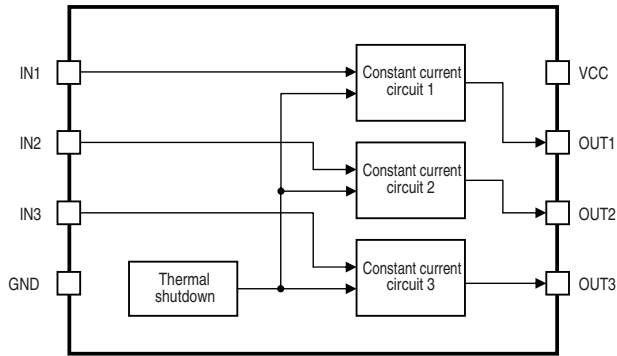 IN1
Constant current
circuit 1
VCC
IN2
Constant current
circuit 2
OUT1
IN3
OUT2
GND
Thermal
shutdown
Constant current
circuit 3
OUT3